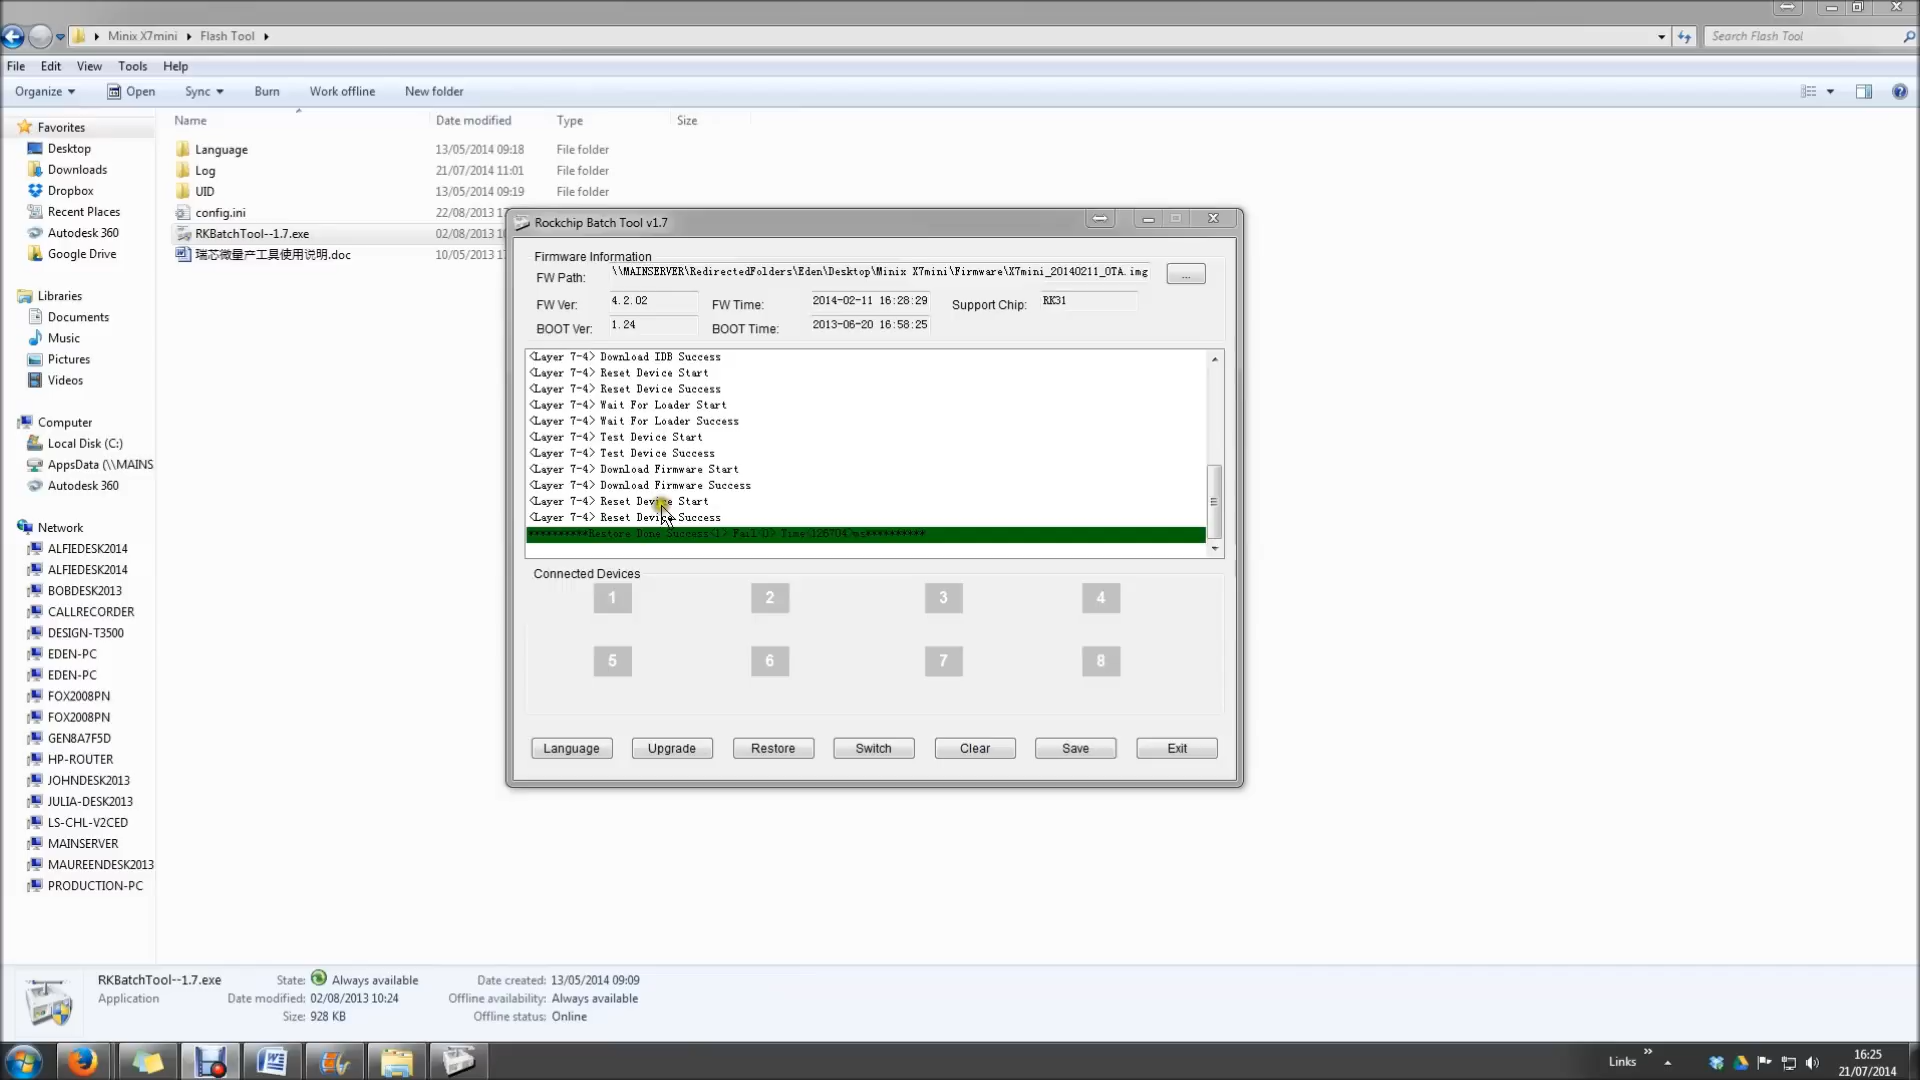 Minix X7mini
Flash Tool
Search Flash Tool
File Edit View Tools Help
Organize Open Sync Burn Work offline New folder
Name Date modified Type Size
Favorites
Desktop
Downloads
Dropbox
Recent Places
Autodesk 360
Google Drive
Libraries
Documents
Music
Pictures
Videos
Computer
Local Disk (C:)
AppsData (\\MAINS
Autodesk 360
Network
ALFIEDESK2014
ALFIEDESK2014
BOBDESK2013
CALLRECORDER
DESIGN-T3500
EDEN-PC
EDEN-PC
FOX2008PN
FOX2008PN
GEN8A7F5D
HP-ROUTER
JOHNDESK2013
JULIA-DESK2013
LS-CHL-V2CED
MAINSERVER
MAUREENDESK2013
PRODUCTION-PC
Language 13/05/2014 09:18 File folder
Log 21/07/2014 11:01 File folder
UID 13/05/2014 09:19 File folder
config.ini 22/08/2013 17
RKBatchTool--1.7.exe 02/08/2013 10
瑞芯微量产工具使用说明.doc 10/05/2013 17
Rockchip Batch Tool v1.7
Firmware Information
FW Path: \\MAINSERVER\RedirectedFolders\Eden\Desktop\Minix X7mini\Firmware\X7mini_20140211_OTA.img ...
FW Ver: 4.2.02 FW Time: 2014-02-11 16:28:29 Support Chip: RK31
BOOT Ver: 1.24 BOOT Time: 2013-06-20 16:58:25
<Layer 7-4> Download IDB Success
<Layer 7-4> Reset Device Start
<Layer 7-4> Reset Device Success
<Layer 7-4> Wait For Loader Start
<Layer 7-4> Wait For Loader Success
<Layer 7-4> Test Device Start
<Layer 7-4> Test Device Success
<Layer 7-4> Download Firmware Start
<Layer 7-4> Download Firmware Success
<Layer 7-4> Reset Device Start
<Layer 7-4> Reset Device Success
**********Restore Done Success<1> Fail<0>
Connected Devices
1 2 3 4
5 6 7 8
Language Upgrade Restore Switch Clear Save Exit
RKBatchTool--1.7.exe State: Always available Date created: 13/05/2014 09:09
Application Date modified: 02/08/2013 10:24 Offline availability: Always available
Size: 928 KB Offline status: Online
Links »
16:25
21/07/2014